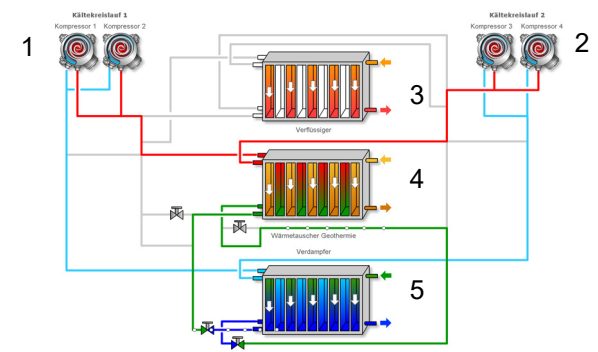 Kältekreislauf 1
Kompressor 1 Kompressor 2
1
Kältekreislauf 2
Kompressor 3 Kompressor 4
2
3
Verflüssiger
4
Wärmetauscher Geothermie
Verdampfer
5